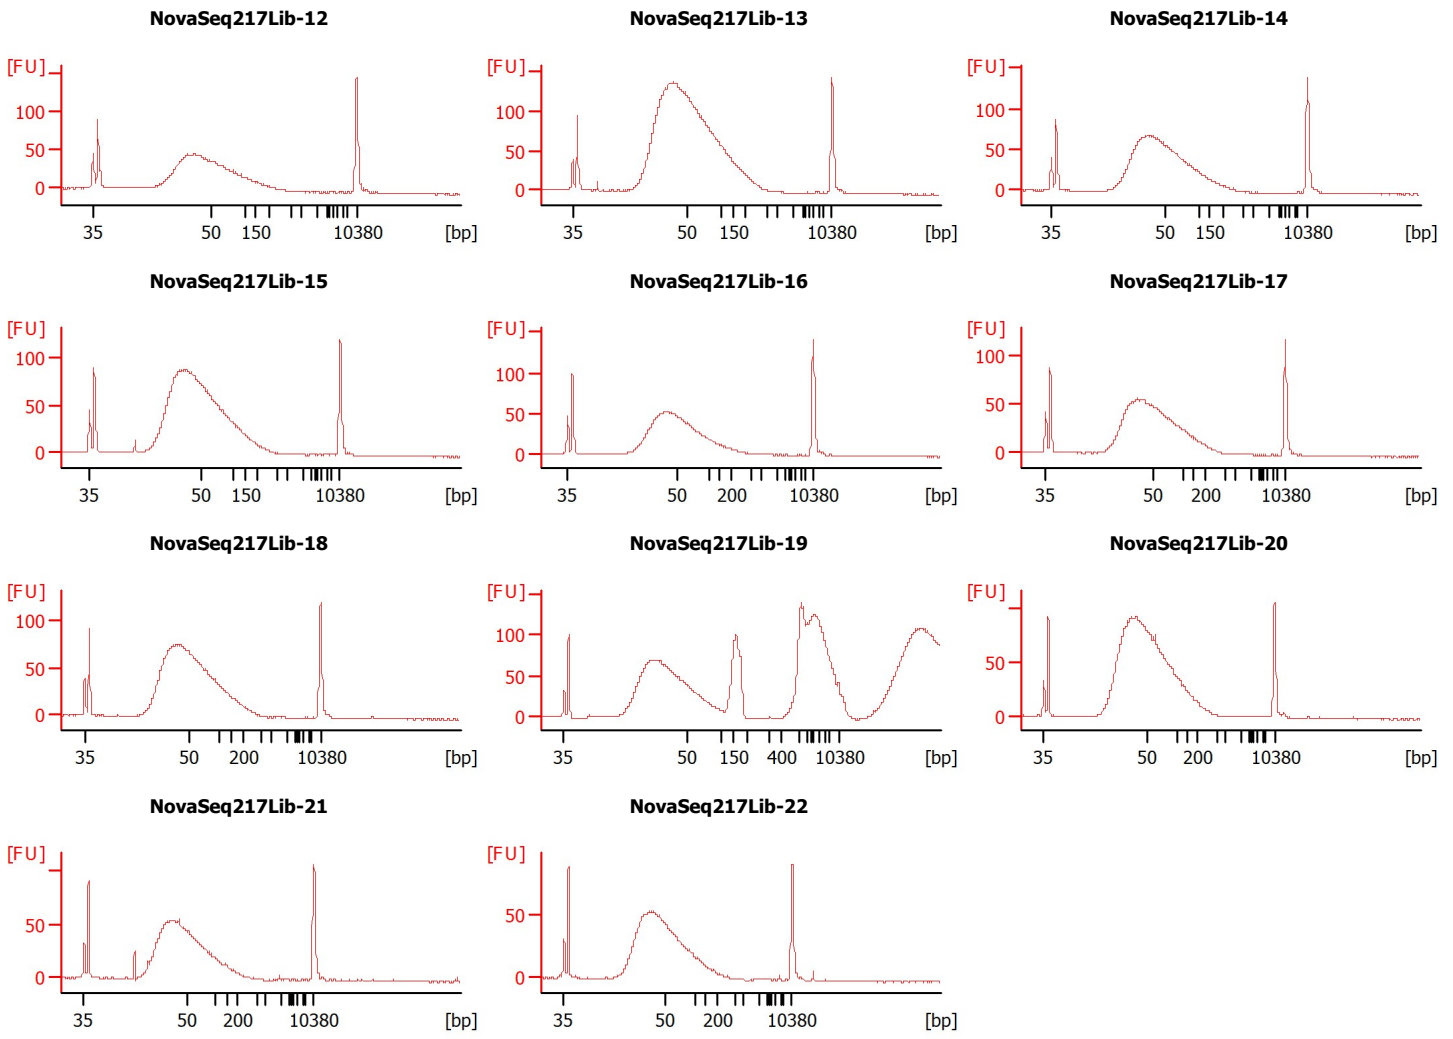 NovaSeq217Lib-12 NovaSeq217Lib-13 NovaSeq217Lib-14
[FU] [FU] [FU]
100 100 100
50 50 50
0 0 0
35 50 150 10380 [bp] 35 50 150 10380 [bp] 35 50 150 10380 [bp]
NovaSeq217Lib-15 NovaSeq217Lib-16 NovaSeq217Lib-17
[FU] [FU] [FU]
100 100 100
50 50 50
0 0 0
35 50 150 10380 [bp] 35 50 200 10380 [bp] 35 50 200 10380 [bp]
NovaSeq217Lib-18 NovaSeq217Lib-19 NovaSeq217Lib-20
[FU] [FU] [FU]
100 100
50 50 50
0 0 0
35 50 200 10380 [bp] 35 50 150 400 10380 [bp] 35 50 200 10380 [bp]
NovaSeq217Lib-21 NovaSeq217Lib-22
[FU] [FU]
50 50
0 0
35 50 200 10380 [bp] 35 50 200 10380 [bp]